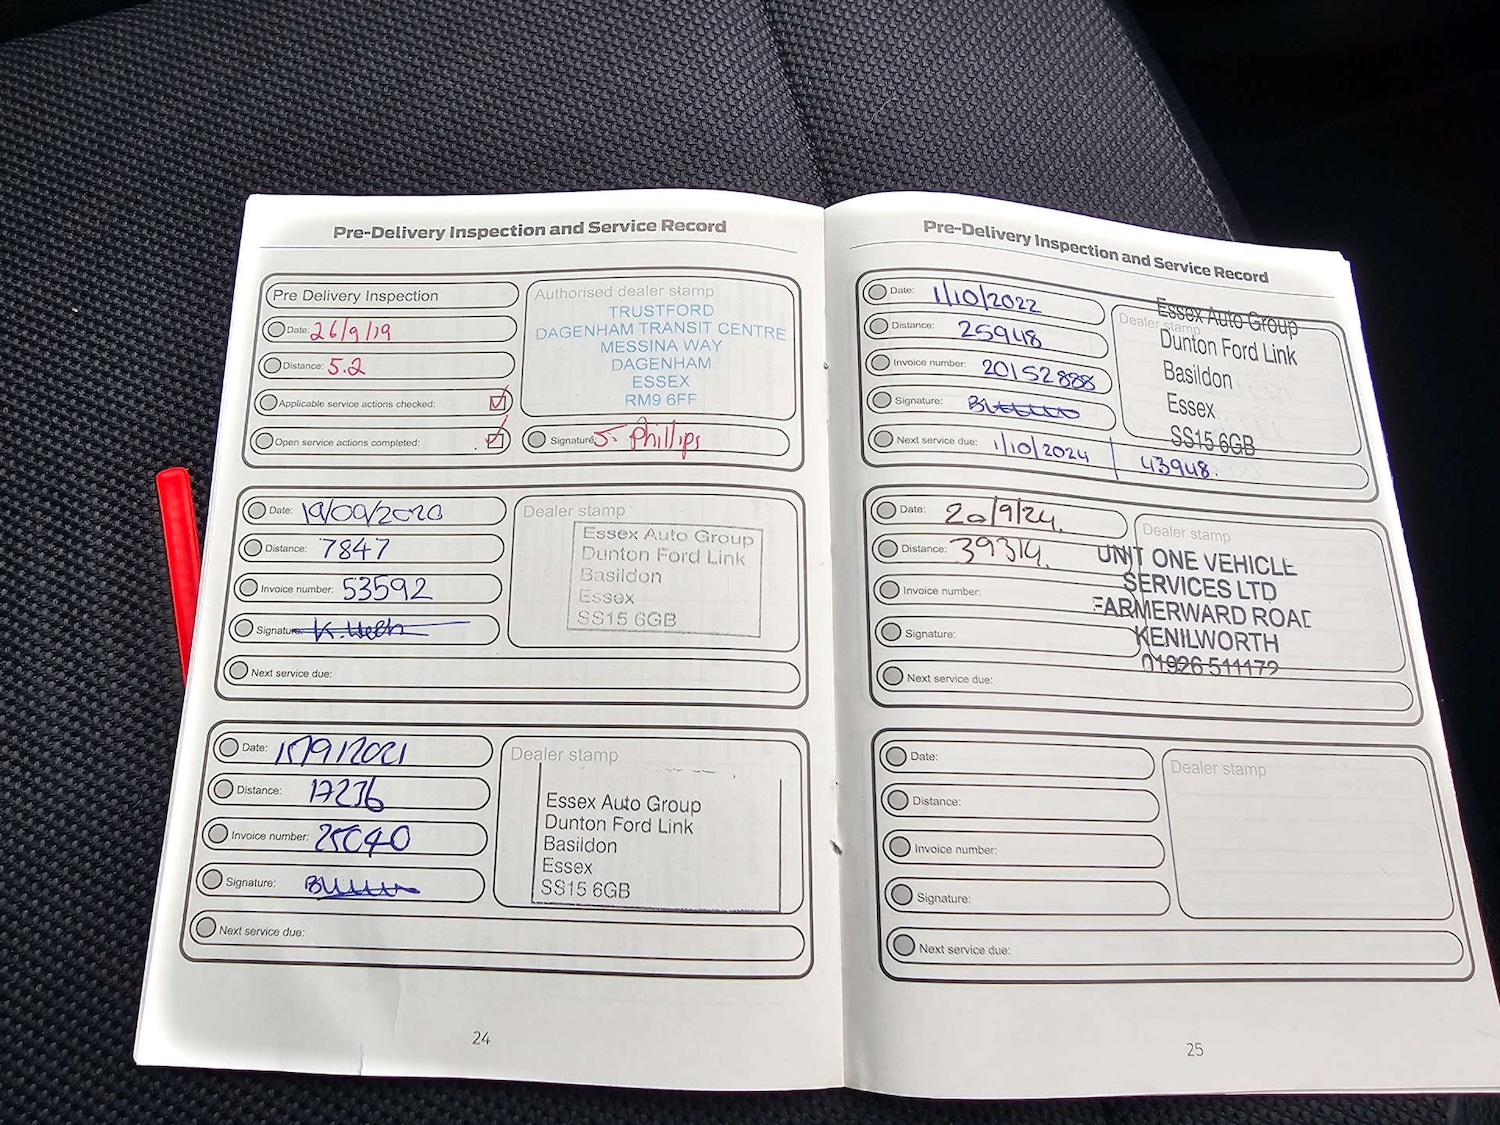 Pre-Delivery Inspection and Service Record
Pre Delivery Inspection
Date: 26/9/19
Distance: 5.2
Applicable service actions checked:
Open service actions completed:
Authorised dealer stamp
TRUSTFORD
DAGENHAM TRANSIT CENTRE
MESSINA WAY
DAGENHAM
ESSEX
RM9 6FF
Signature: S. Phillips
Date: 19/09/2020
Distance: 7847
Invoice number: 53592
Signature:
Dealer stamp
Essex Auto Group
Dunton Ford Link
Basildon
Essex
SS15 6GB
Next service due:
Date:
Distance: 17236
Invoice number: 25040
Signature:
Dealer stamp
Essex Auto Group
Dunton Ford Link
Basildon
Essex
SS15 6GB
Next service due:
24
Pre-Delivery Inspection and Service Record
Date: 1/10/2022
Distance: 25948
Invoice number: 20152888
Signature:
Dealer stamp
Essex Auto Group
Dunton Ford Link
Basildon
Essex
SS15 6GB
Next service due: 1/10/2024 | 43948.
Date: 20/9/24.
Distance: 39314.
Invoice number:
Signature:
Dealer stamp
UNIT ONE VEHICLE
SERVICES LTD
FARMERWARD ROAD
KENILWORTH
01926 511172
Next service due:
Date:
Distance:
Invoice number:
Signature:
Dealer stamp
Next service due:
25